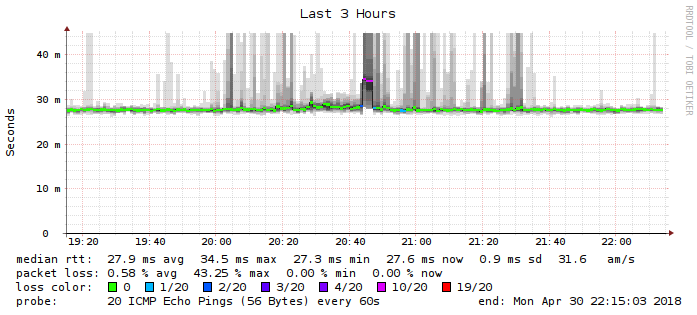 Last 3 Hours
RRDTOOL / TOBI OETIKER
Seconds
40 m
30 m
20 m
10 m
0
19:20 19:40 20:00 20:20 20:40 21:00 21:20 21:40 22:00
median rtt: 27.9 ms avg 34.5 ms max 27.3 ms min 27.6 ms now 0.9 ms sd 31.6 am/s
packet loss: 0.58 % avg 43.25 % max 0.00 % min 0.00 % now
loss color: 0 1/20 2/20 3/20 4/20 10/20 19/20
probe: 20 ICMP Echo Pings (56 Bytes) every 60s end: Mon Apr 30 22:15:03 2018